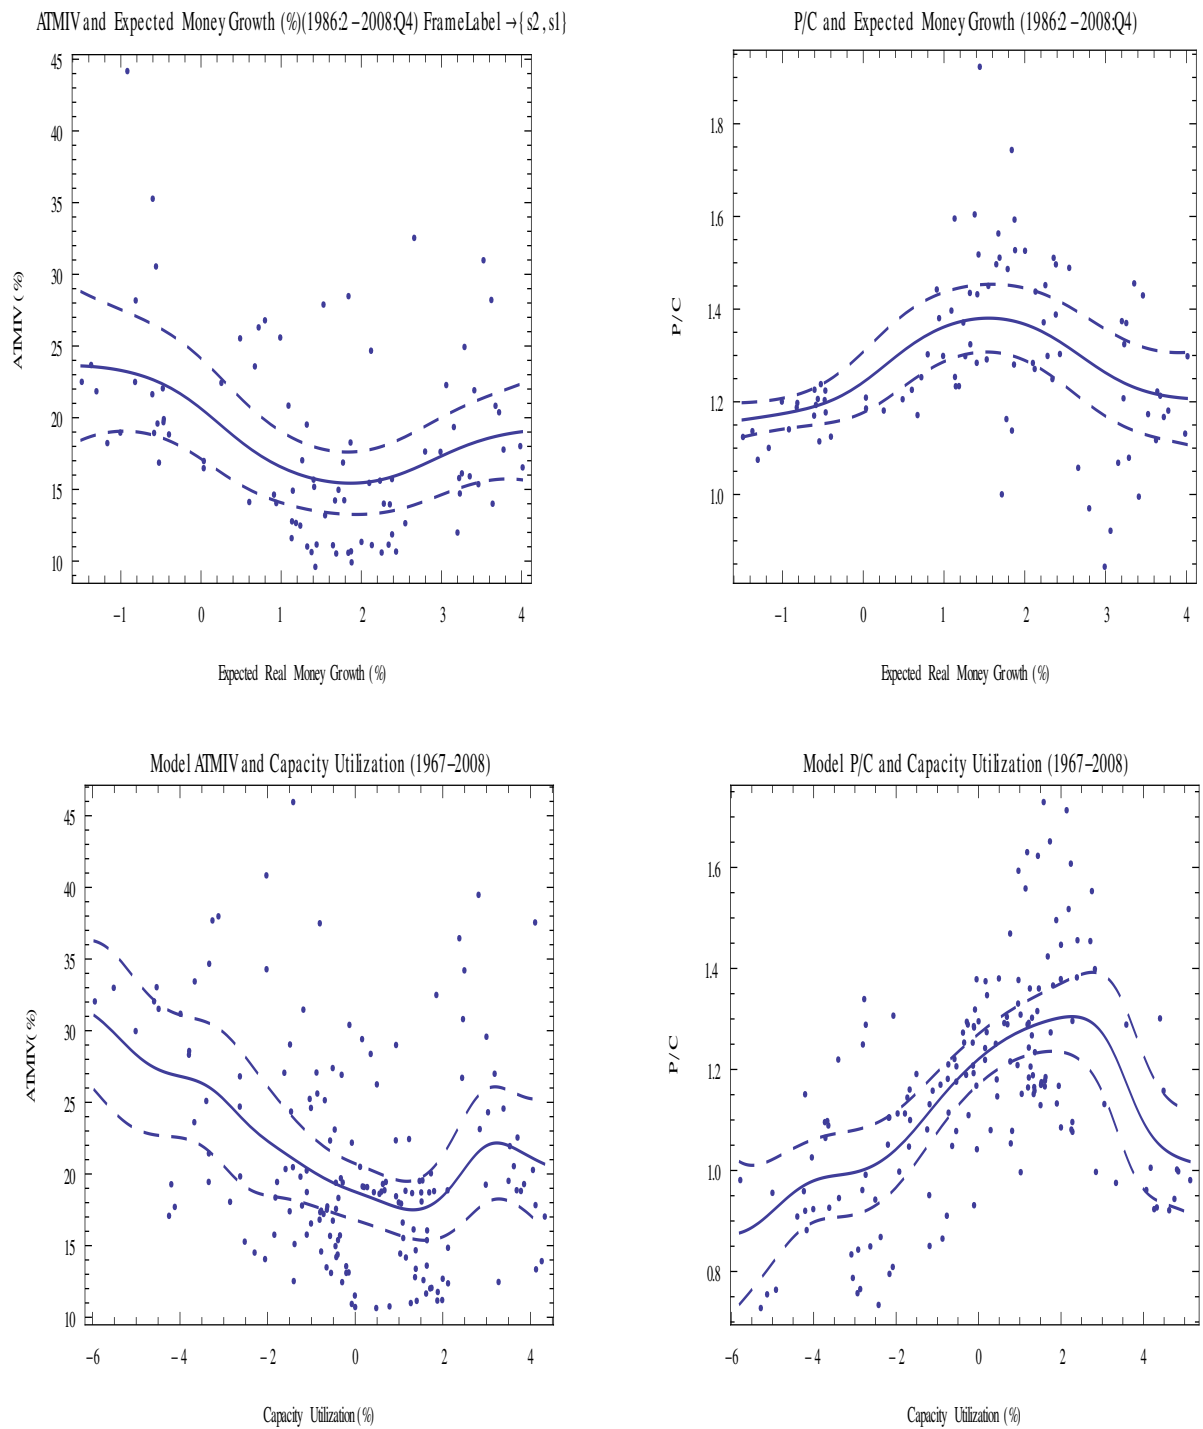 ATMIV and Expected Money Growth (%)(1986:2-2008:Q4) FrameLabel →{s2, s1}
45
40
35
30
25
20
15
10
ATMIV (%)
-1 0 1 2 3 4
Expected Real Money Growth (%)
P/C and Expected Money Growth (1986:2-2008:Q4)
1.8
1.6
1.4
1.2
1.0
P/C
-1 0 1 2 3 4
Expected Real Money Growth (%)
Model ATMIV and Capacity Utilization (1967-2008)
45
40
35
30
25
20
15
10
ATMIV(%)
-6 -4 -2 0 2 4
Capacity Utilization (%)
Model P/C and Capacity Utilization (1967-2008)
1.6
1.4
1.2
1.0
0.8
P/C
-6 -4 -2 0 2 4
Capacity Utilization (%)